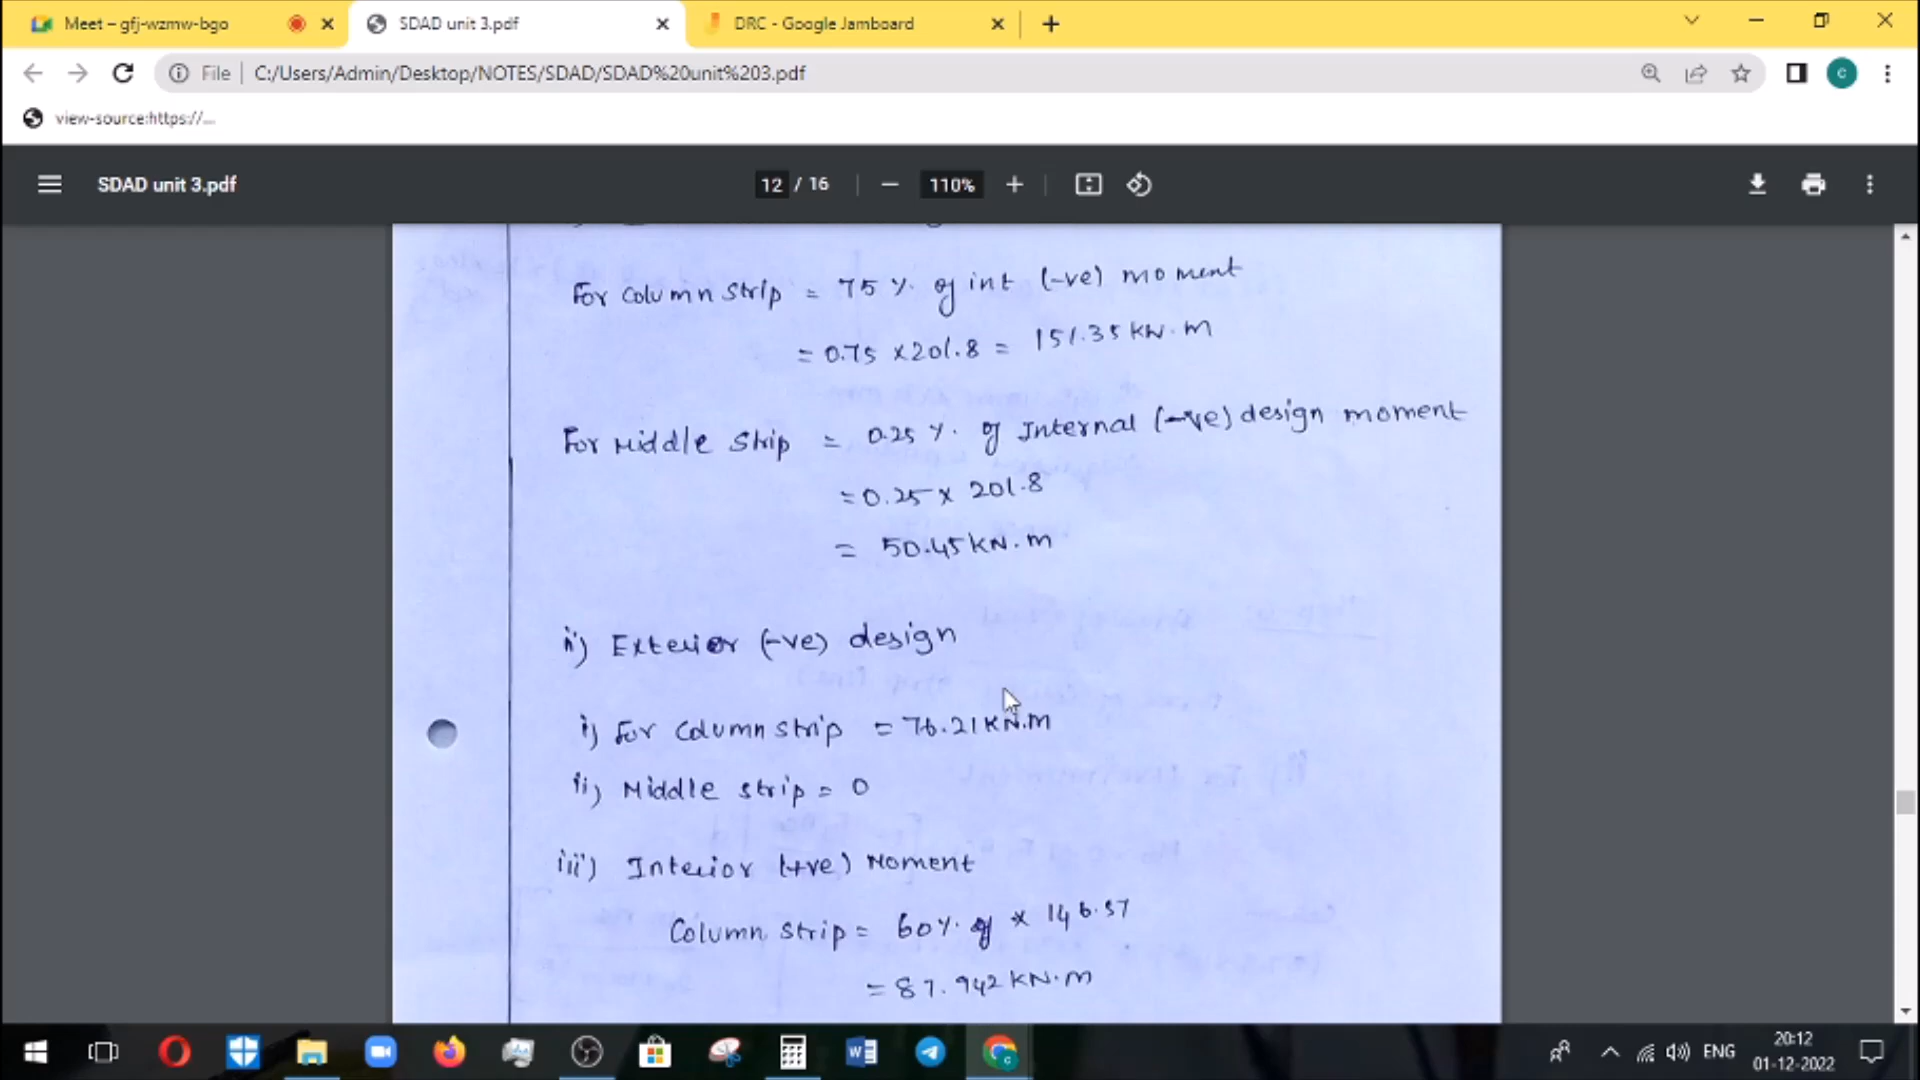 Meet – gfj-wzmw-bgo
SDAD unit 3.pdf
DRC - Google Jamboard
File
C:/Users/Admin/Desktop/NOTES/SDAD/SDAD%20unit%203.pdf
c
view-source:https://...
SDAD unit 3.pdf
12 / 16
110%
For Column Strip = 75 %. of int (-ve) moment
= 0.75 x 201.8 = 151.35 KN.m
For Middle Strip = 0.25 %. of Internal (-ve) design moment
= 0.25 x 201.8
= 50.45 KN.m
ii) Exterior (-ve) design
i) For Column strip = 76.21 KN.m
ii) Middle strip = 0
iii) Interior (+ve) Moment
Column strip = 60%. of x 146.57
= 87.942 KN.m
ENG
20:12
01-12-2022